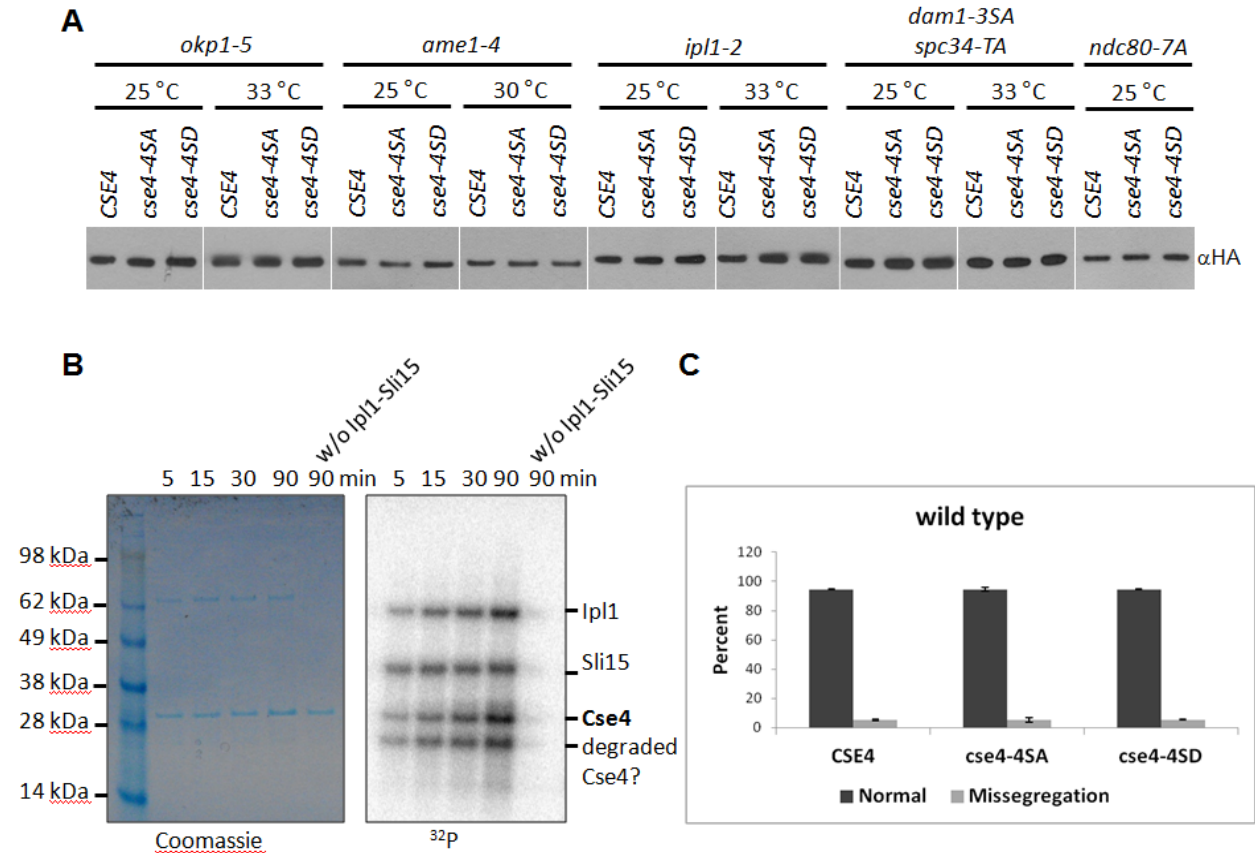 A
okp1-5 ame1-4 ipl1-2 dam1-3SA spc34-TA ndc80-7A
25 °C 33 °C 25 °C 30 °C 25 °C 33 °C 25 °C 33 °C 25 °C
CSE4 cse4-4SA cse4-4SD CSE4 cse4-4SA cse4-4SD CSE4 cse4-4SA cse4-4SD CSE4 cse4-4SA cse4-4SD CSE4 cse4-4SA cse4-4SD CSE4 cse4-4SA cse4-4SD CSE4 cse4-4SA cse4-4SD CSE4 cse4-4SA cse4-4SD CSE4 cse4-4SA cse4-4SD
αHA
B
w/o Ipl1-Sli15
5 15 30 90 90 min
98 kDa
62 kDa
49 kDa
38 kDa
28 kDa
14 kDa
Coomassie
w/o Ipl1-Sli15
5 15 30 90 90 min
Ipl1
Sli15
Cse4
degraded
Cse4?
32P
C
wild type
Percent
120
100
80
60
40
20
0
CSE4 cse4-4SA cse4-4SD
Normal Missegregation